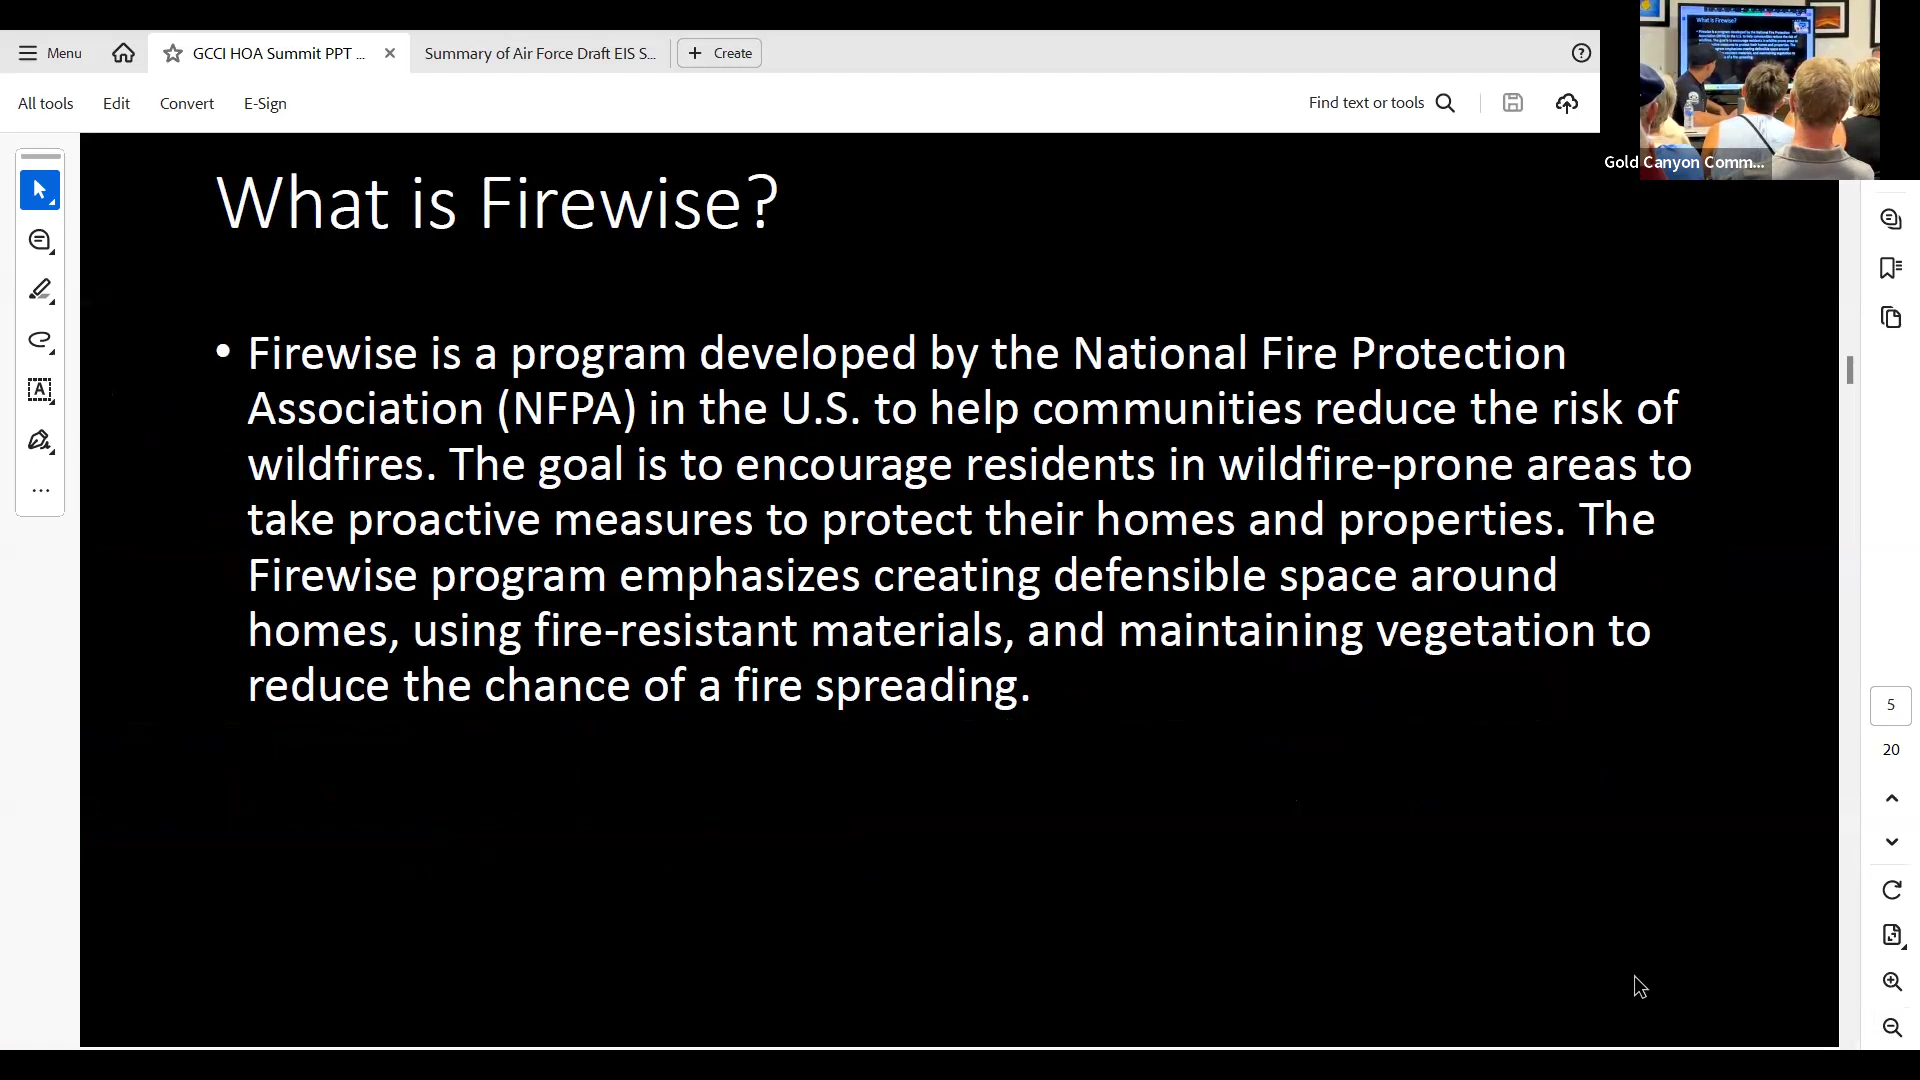 Menu
GCCI HOA Summit PPT ...
Summary of Air Force Draft EIS S...
Create
All tools
Edit
Convert
E-Sign
Find text or tools
Gold Canyon Comm...
What is Firewise?
What is Firewise?
• Firewise is a program developed by the National Fire Protection
Association (NFPA) in the U.S. to help communities reduce the risk of
wildfires. The goal is to encourage residents in wildfire-prone areas to
take proactive measures to protect their homes and properties. The
Firewise program emphasizes creating defensible space around
homes, using fire-resistant materials, and maintaining vegetation to
reduce the chance of a fire spreading.
5
20